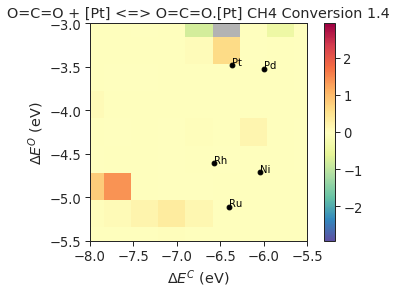 O=C=O + [Pt] <=> O=C=O.[Pt] CH4 Conversion 1.4
−3.0
−3.5
−4.0
−4.5
−5.0
−5.5
ΔE^O (eV)
Pt
Pd
Rh
Ni
Ru
−8.0 −7.5 −7.0 −6.5 −6.0 −5.5
ΔE^C (eV)
2
1
0
−1
−2